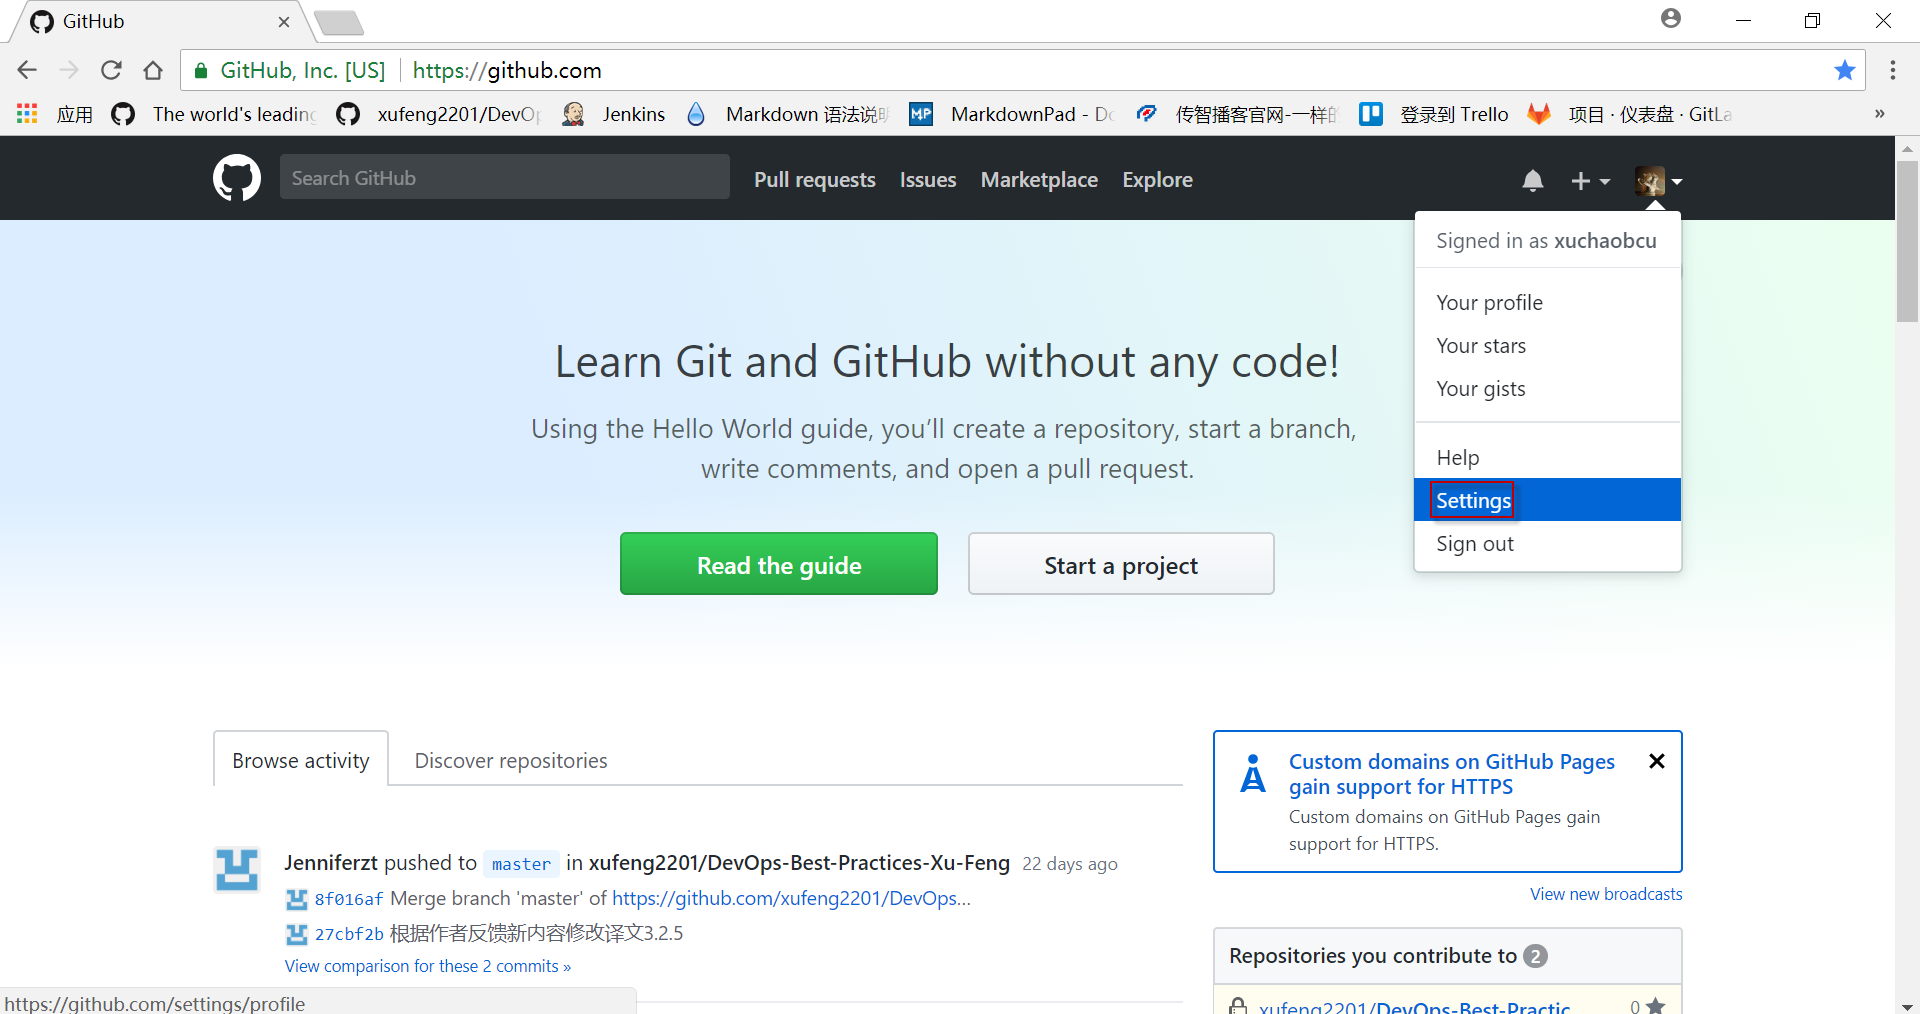 GitHub
GitHub, Inc. [US] https://github.com
应用 The world's leading xufeng2201/DevOp Jenkins Markdown 语法说明 MP MarkdownPad - Do 传智播客官网-一样的 登录到 Trello 项目 · 仪表盘 · GitLa »
Search GitHub Pull requests Issues Marketplace Explore
Signed in as xuchaobcu
Your profile
Your stars
Your gists
Help
Settings
Sign out
Learn Git and GitHub without any code!
Using the Hello World guide, you’ll create a repository, start a branch,
write comments, and open a pull request.
Read the guide Start a project
Browse activity Discover repositories
Custom domains on GitHub Pages
gain support for HTTPS
Custom domains on GitHub Pages gain
support for HTTPS.
View new broadcasts
Jenniferzt pushed to master in xufeng2201/DevOps-Best-Practices-Xu-Feng 22 days ago
8f016af Merge branch 'master' of https://github.com/xufeng2201/DevOps...
27cbf2b 根据作者反馈新内容修改译文3.2.5
View comparison for these 2 commits »
Repositories you contribute to 2
xufeng2201/DevOps-Best-Practic 0
https://github.com/settings/profile